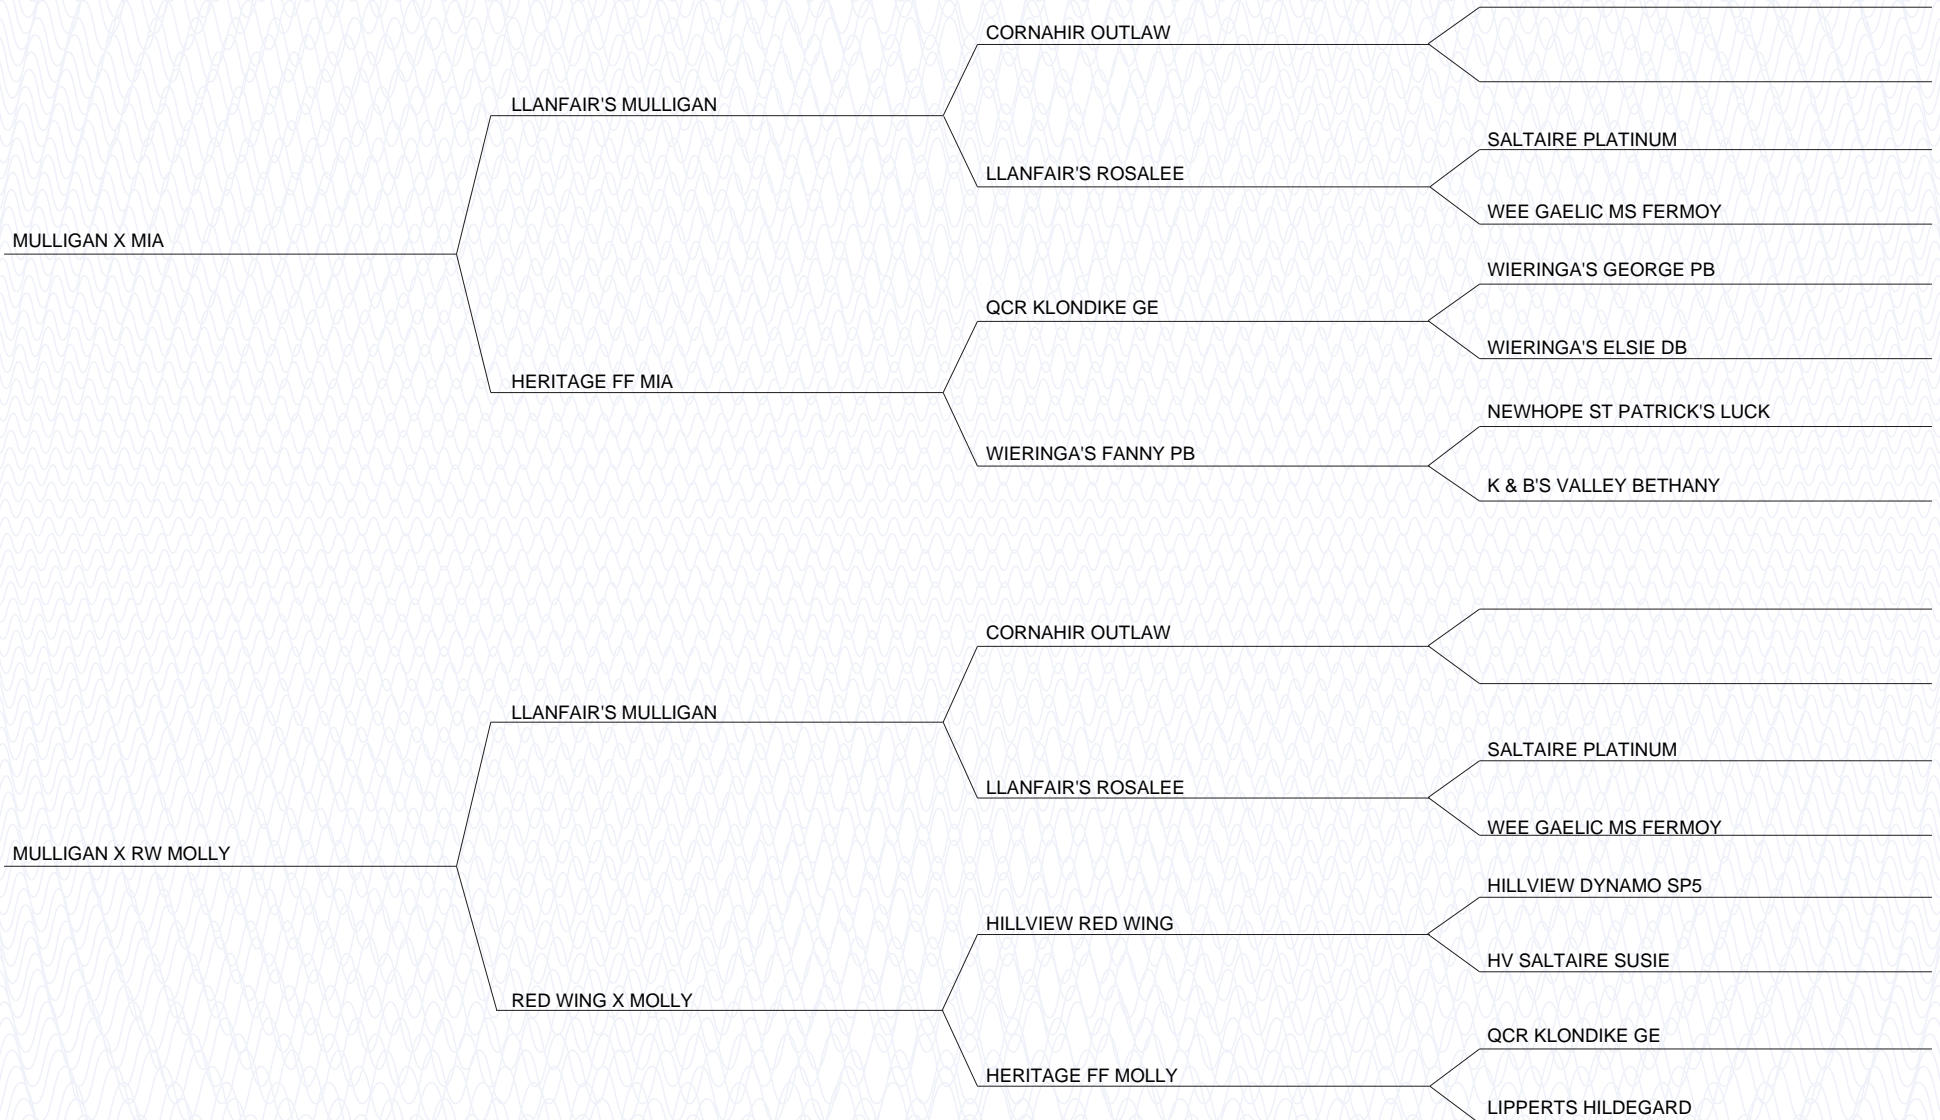 CORNAHIR OUTLAW
LLANFAIR'S MULLIGAN
SALTAIRE PLATINUM
LLANFAIR'S ROSALEE
WEE GAELIC MS FERMOY
MULLIGAN X MIA
WIERINGA'S GEORGE PB
QCR KLONDIKE GE
WIERINGA'S ELSIE DB
HERITAGE FF MIA
NEWHOPE ST PATRICK'S LUCK
WIERINGA'S FANNY PB
K & B'S VALLEY BETHANY
CORNAHIR OUTLAW
LLANFAIR'S MULLIGAN
SALTAIRE PLATINUM
LLANFAIR'S ROSALEE
WEE GAELIC MS FERMOY
MULLIGAN X RW MOLLY
HILLVIEW DYNAMO SP5
HILLVIEW RED WING
HV SALTAIRE SUSIE
RED WING X MOLLY
QCR KLONDIKE GE
HERITAGE FF MOLLY
LIPPERTS HILDEGARD